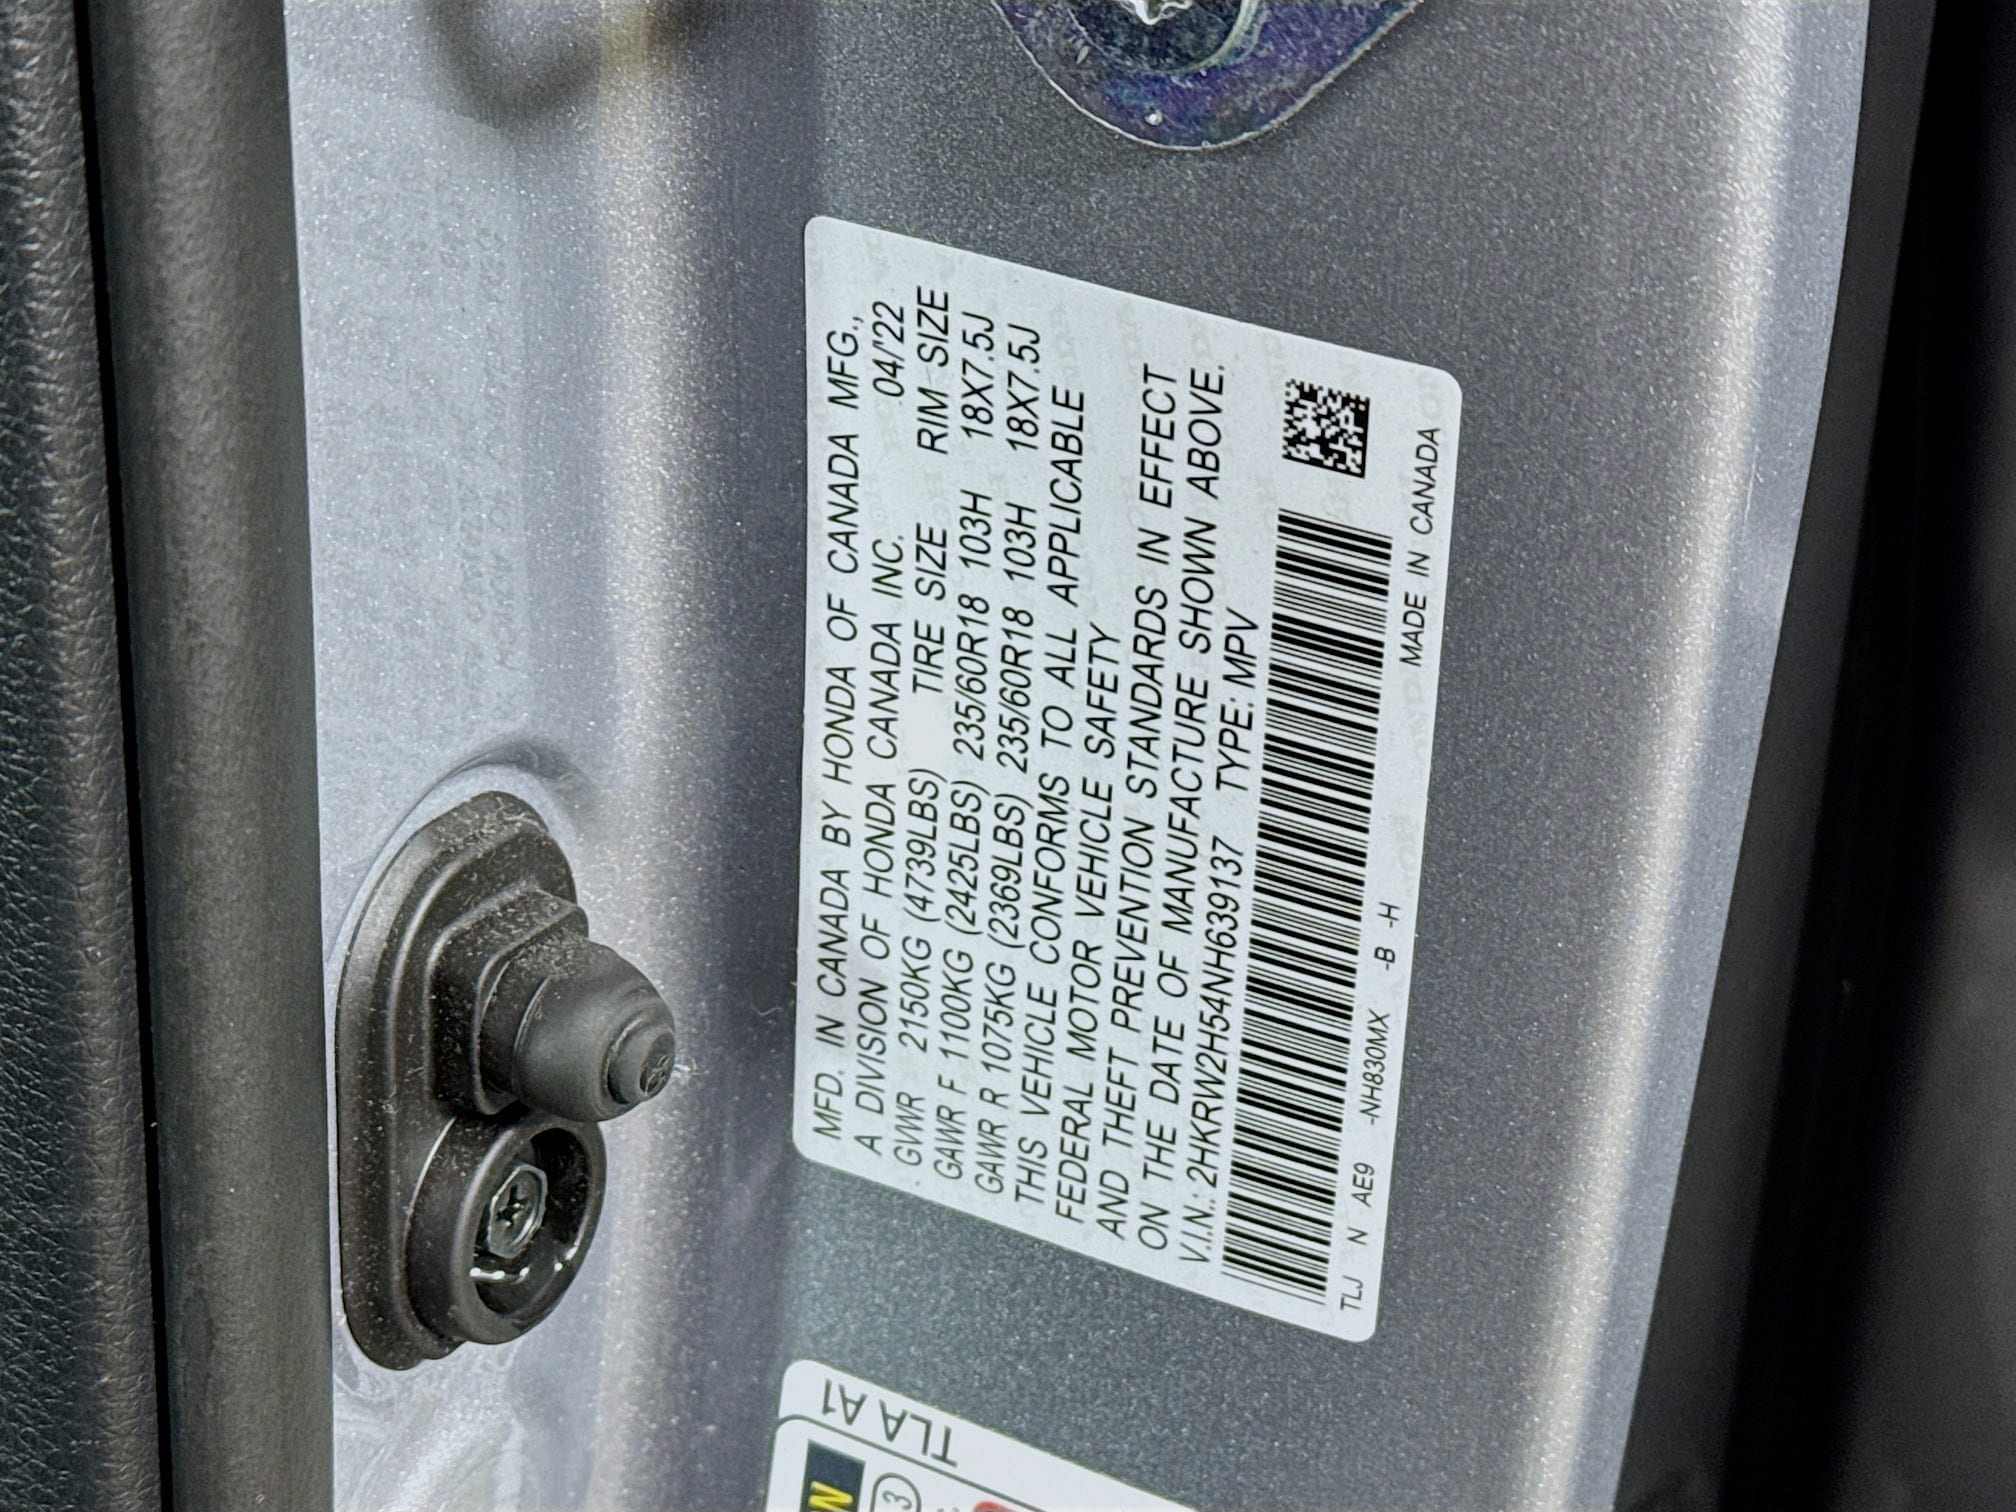 MFD. IN CANADA BY HONDA OF CANADA MFG.,
A DIVISION OF HONDA CANADA INC. 04/'22
GVWR 2150KG (4739LBS) TIRE SIZE RIM SIZE
GAWR F 1100KG (2425LBS) 235/60R18 103H 18X7.5J
GAWR R 1075KG (2369LBS) 235/60R18 103H 18X7.5J
THIS VEHICLE CONFORMS TO ALL APPLICABLE
FEDERAL MOTOR VEHICLE SAFETY
AND THEFT PREVENTION STANDARDS IN EFFECT
ON THE DATE OF MANUFACTURE SHOWN ABOVE.
V.I.N.: 2HKRW2H54NH639137 TYPE: MPV
TLJ N AE9 -NH830MX -B -H MADE IN CANADA
TLA A1
3